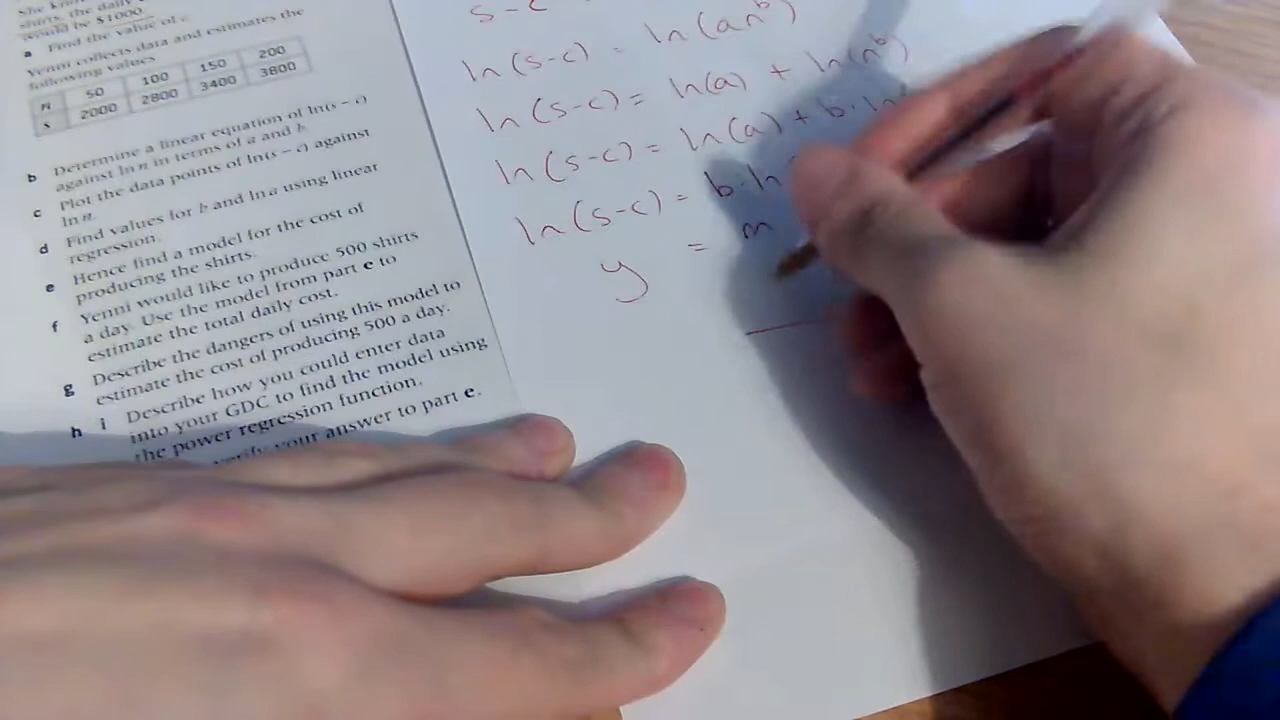 shirts, the daily
would be $1000
a Find the value of c
Yenni collects data and estimates the
following values
N 50 100 150 200
s 2000 2800 3400 3800
b Determine a linear equation of ln(s − c)
against ln n in terms of a and b.
c Plot the data points of ln(s − c) against
ln n.
d Find values for b and ln a using linear
regression.
e Hence find a model for the cost of
producing the shirts.
f Yenni would like to produce 500 shirts
a day. Use the model from part e to
estimate the total daily cost.
g Describe the dangers of using this model to
estimate the cost of producing 500 a day.
h i Describe how you could enter data
into your GDC to find the model using
the power regression function.
verify your answer to part e.
s-c
ln(s-c) = ln(an^b)
ln(s-c) = ln(a) + ln(n^b)
ln(s-c) = ln(a) + b·ln
ln(s-c) = b·ln
y = m